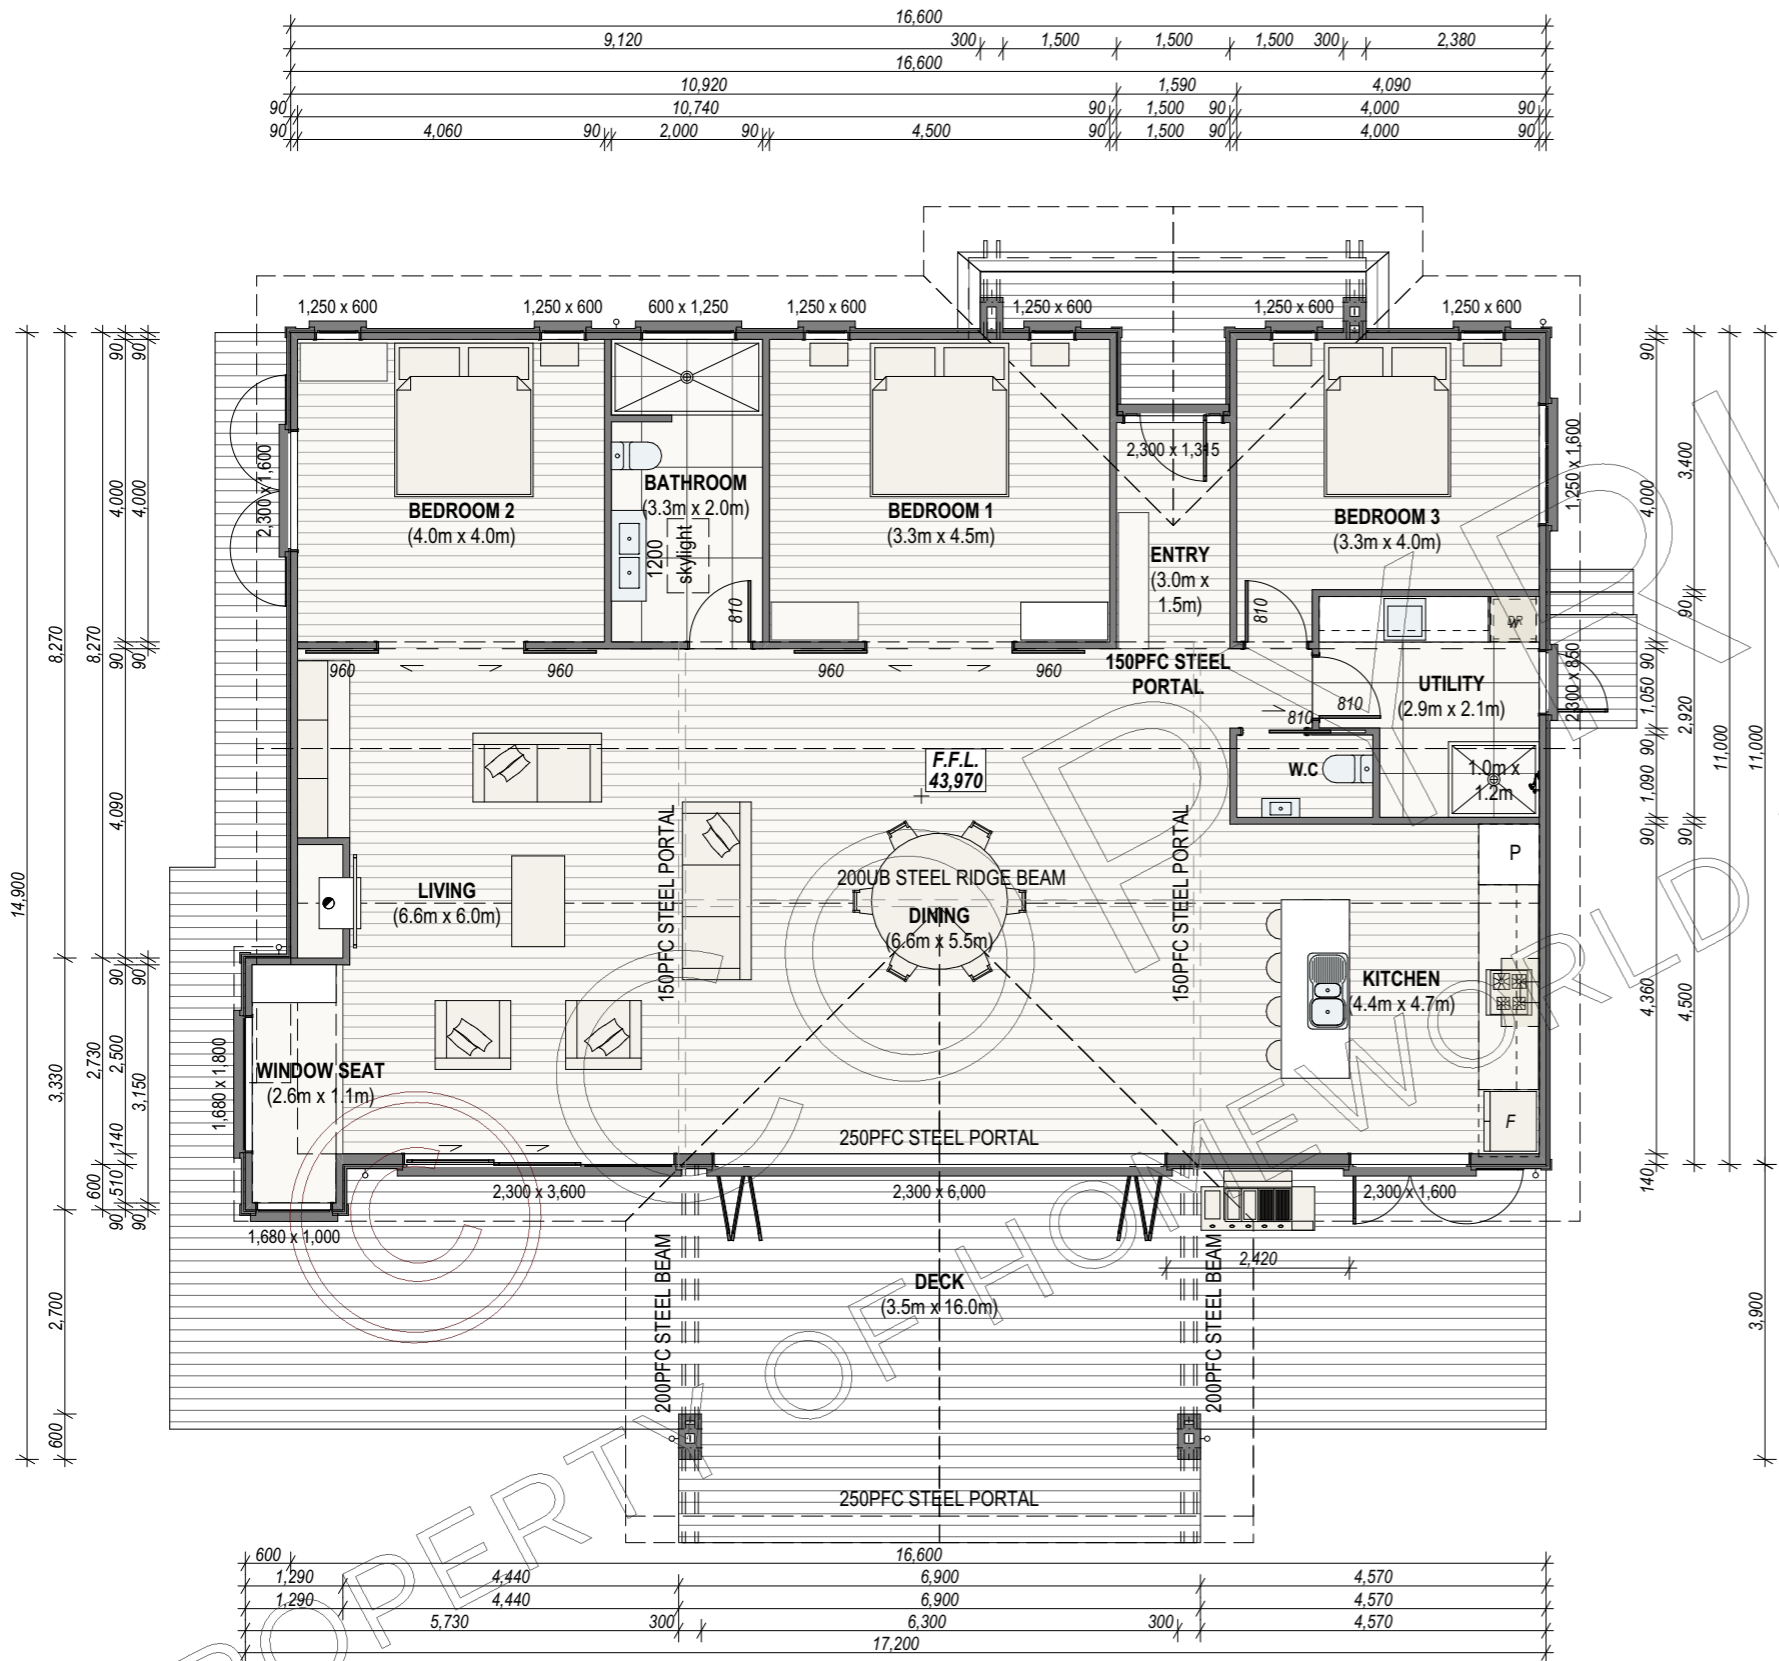 16,600
9,120 300 1,500 1,500 1,500 300 2,380
16,600
10,920 1,590 4,090
90 10,740 90 1,500 90 4,000 90
90 4,060 90 2,000 90 4,500 90 1,500 90 4,000 90
1,250 x 600 1,250 x 600 600 x 1,250 1,250 x 600 1,250 x 600 1,250 x 600 1,250 x 600
14,900
8,270
3,330
2,700
600
8,270
2,730
600
90
4,000
90
4,090
90
2,500
140
510
90
90
4,000
90
90
3,150
90
2,300 x 1,600
BEDROOM 2
(4.0m x 4.0m)
BATHROOM
(3.3m x 2.0m)
1200
skylight
810
BEDROOM 1
(3.3m x 4.5m)
2,300 x 1,315
ENTRY
(3.0m x
1.5m)
BEDROOM 3
(3.3m x 4.0m)
1,250 x 1,600
810
DR
W
960 960 960 960
150PFC STEEL
PORTAL
810
810
UTILITY
(2.9m x 2.1m)
2,300 x 850
W.C
1.0m x
1.2m
F.F.L.
43,970
150PFC STEEL PORTAL
150PFC STEEL PORTAL
LIVING
(6.6m x 6.0m)
200UB STEEL RIDGE BEAM
DINING
(6.6m x 5.5m)
P
KITCHEN
(4.4m x 4.7m)
F
WINDOW SEAT
(2.6m x 1.1m)
1,680 x 1,800
250PFC STEEL PORTAL
2,300 x 3,600 2,300 x 6,000 2,300 x 1,600
1,680 x 1,000
2,420
200PFC STEEL BEAM
200PFC STEEL BEAM
DECK
(3.5m x 16.0m)
250PFC STEEL PORTAL
90
4,000
90
1,050
90
1,090
90
4,360
140
3,400
90
2,920
90
4,500
11,000
11,000
3,900
600 16,600
1,290 4,440 6,900 4,570
1,290 4,440 6,900 4,570
5,730 300 6,300 300 4,570
17,200
PROPERTY OF HOMEWORLD